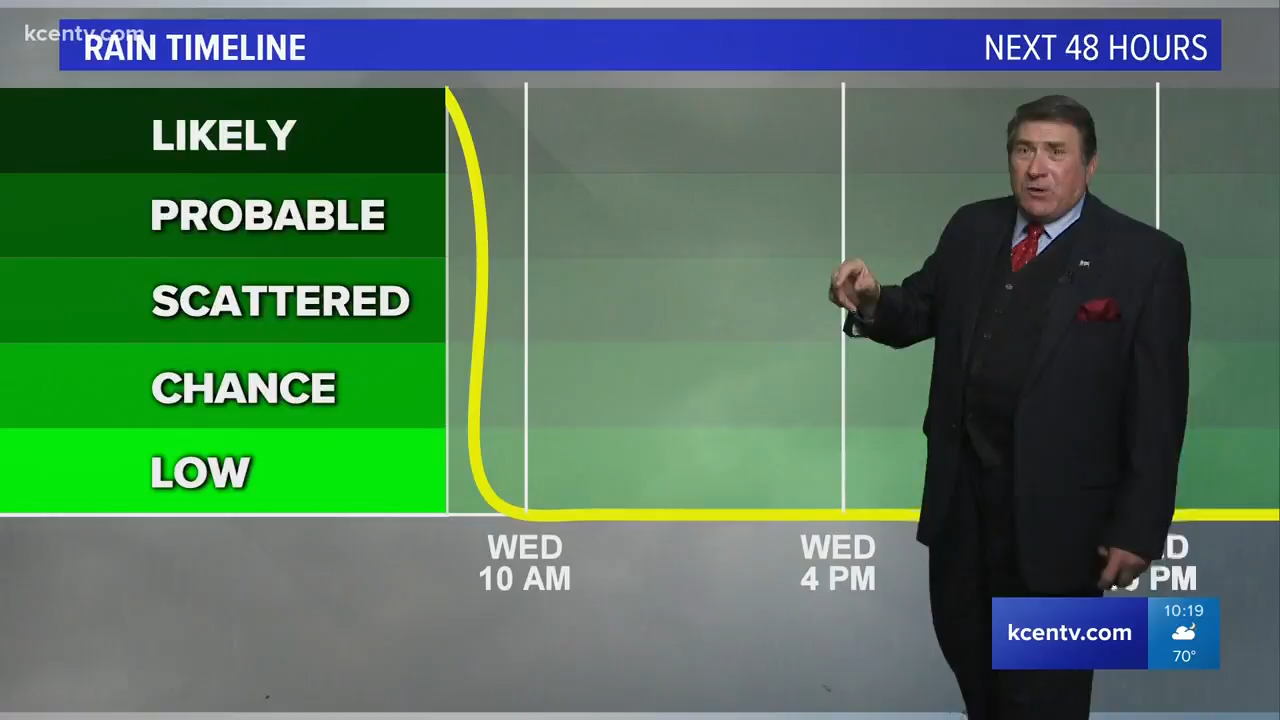 kcentv.com
RAIN TIMELINE
NEXT 48 HOURS
LIKELY
PROBABLE
SCATTERED
CHANCE
LOW
WED
10 AM
WED
4 PM
PM
kcentv.com
10:19
70°